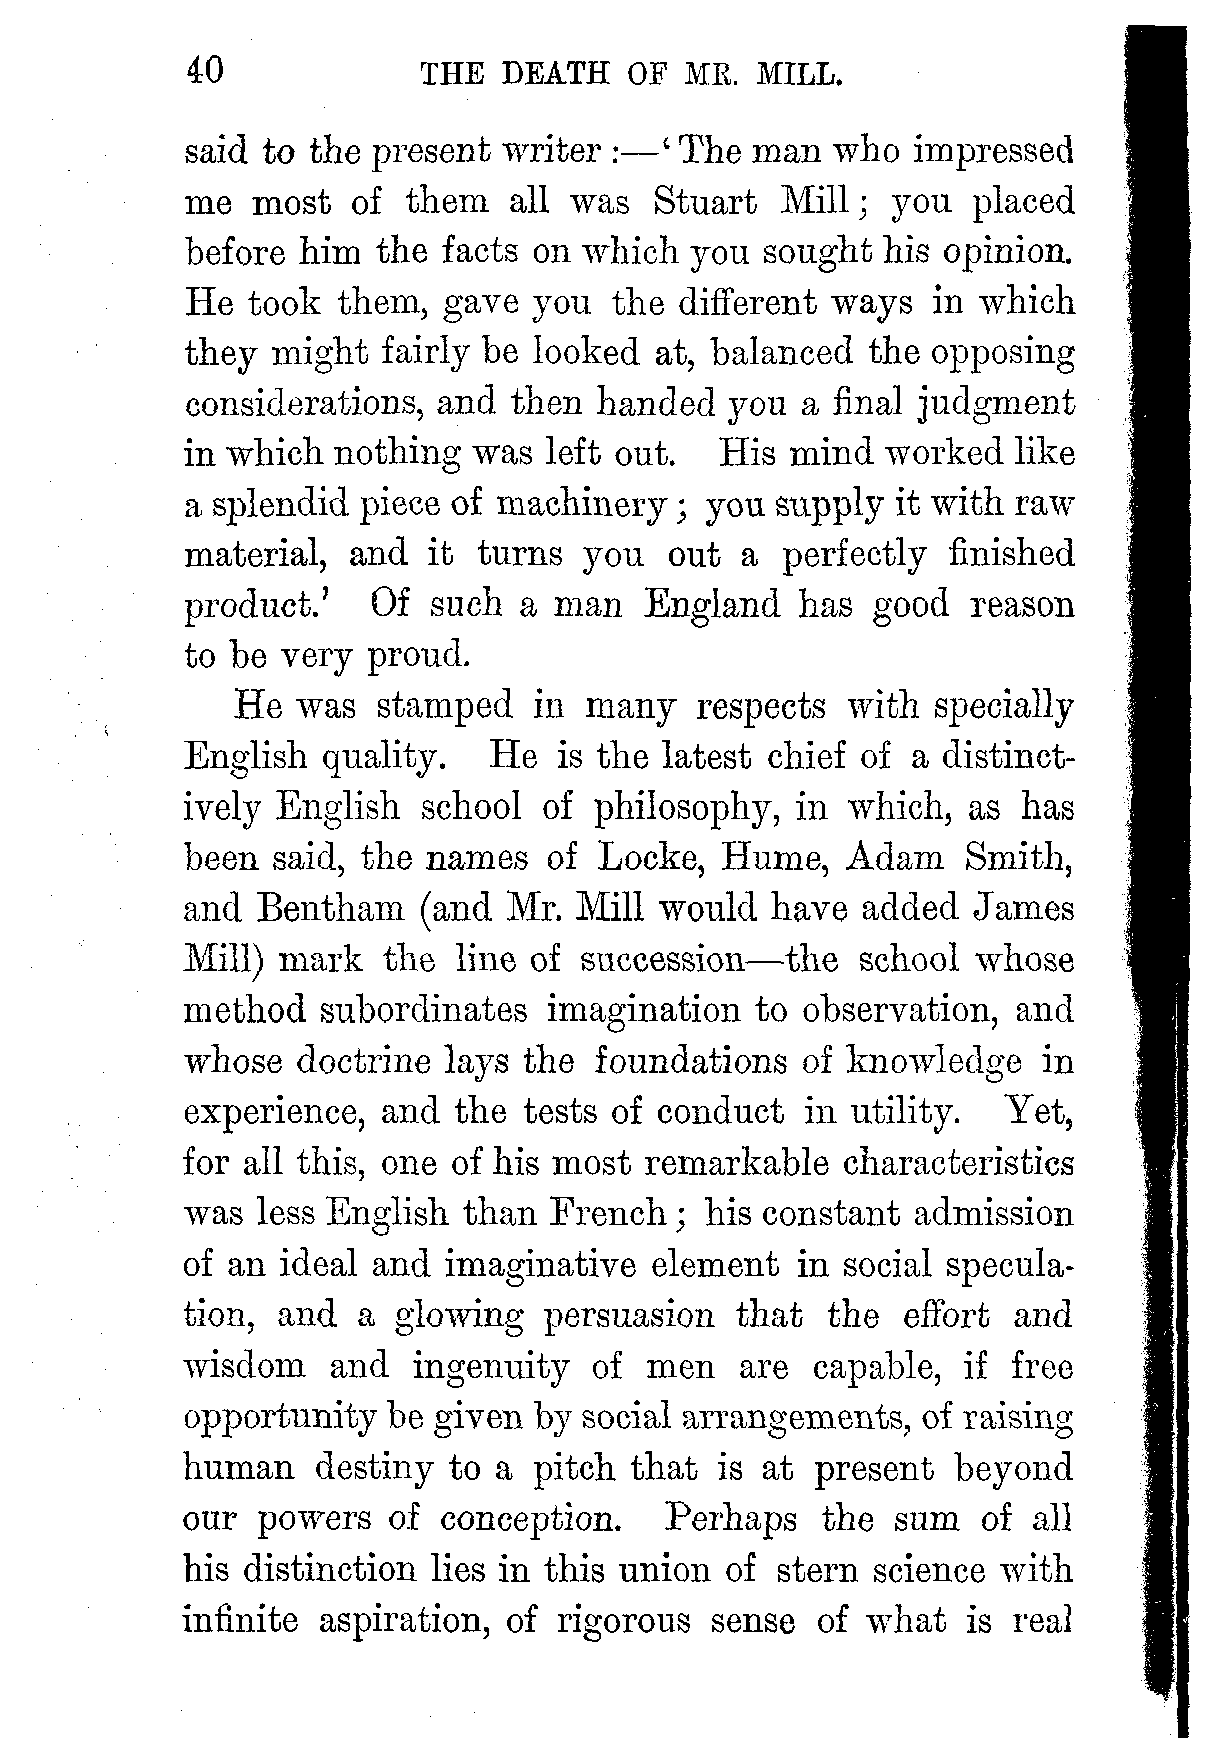 40 THE DEATH OF MR. MILL.
said to the present writer :—‘ The man who impressed
me most of them all was Stuart Mill ; you placed
before him the facts on which you sought his opinion.
He took them, gave you the different ways in which
they might fairly be looked at, balanced the opposing
considerations, and then handed you a final judgment
in which nothing was left out. His mind worked like
a splendid piece of machinery ; you supply it with raw
material, and it turns you out a perfectly finished
product.’ Of such a man England has good reason
to be very proud.
He was stamped in many respects with specially
English quality. He is the latest chief of a distinct-
ively English school of philosophy, in which, as has
been said, the names of Locke, Hume, Adam Smith,
and Bentham (and Mr. Mill would have added James
Mill) mark the line of succession—the school whose
method subordinates imagination to observation, and
whose doctrine lays the foundations of knowledge in
experience, and the tests of conduct in utility. Yet,
for all this, one of his most remarkable characteristics
was less English than French ; his constant admission
of an ideal and imaginative element in social specula-
tion, and a glowing persuasion that the effort and
wisdom and ingenuity of men are capable, if free
opportunity be given by social arrangements, of raising
human destiny to a pitch that is at present beyond
our powers of conception. Perhaps the sum of all
his distinction lies in this union of stern science with
infinite aspiration, of rigorous sense of what is real